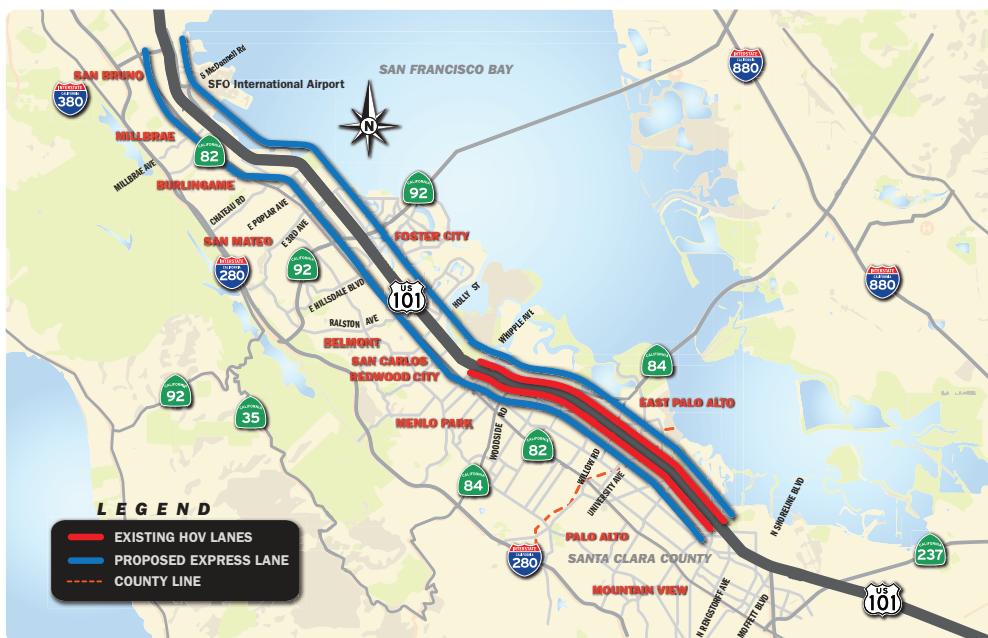 S McDonnell Rd
SAN BRUNO
SFO International Airport
SAN FRANCISCO BAY
INTERSTATE
CALIFORNIA
880
INTERSTATE
CALIFORNIA
380
N
MILLBRAE
CALIFORNIA
82
MILLBRAE AVE
BURLINGAME
CALIFORNIA
92
CHATEAU RD
E POPLAR AVE
E 3RD AVE
SAN MATEO
FOSTER CITY
INTERSTATE
CALIFORNIA
280
CALIFORNIA
92
INTERSTATE
CALIFORNIA
880
US
101
E HILLSDALE BLVD
HOLLY ST
RALSTON AVE
WHIPPLE AVE
BELMONT
SAN CARLOS
REDWOOD CITY
CALIFORNIA
84
CALIFORNIA
92
CALIFORNIA
35
EAST PALO ALTO
MENLO PARK
WOODSIDE RD
CALIFORNIA
82
WILLOW RD
UNIVERSITY AVE
CALIFORNIA
84
N SHORELINE BLVD
LEGEND
EXISTING HOV LANES
PROPOSED EXPRESS LANE
COUNTY LINE
PALO ALTO
SANTA CLARA COUNTY
INTERSTATE
CALIFORNIA
280
CALIFORNIA
237
MOUNTAIN VIEW
N RENGSTORFF AVE
MOFFETT BLVD
US
101